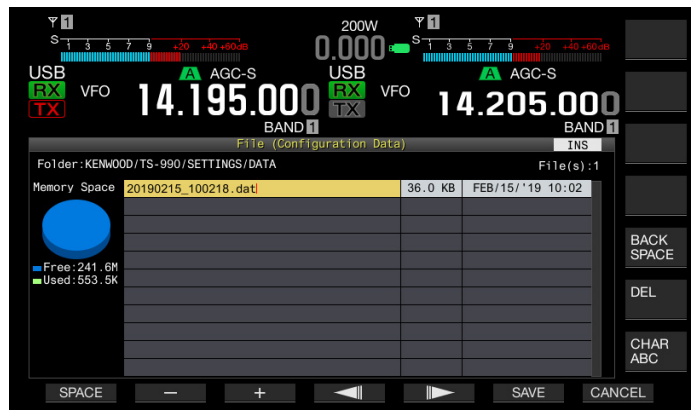 1 200W 1
S 1 3 5 7 9 +20 +40 +60dB 0.000 S 1 3 5 7 9 +20 +40 +60dB
USB A AGC-S USB A AGC-S
RX VFO 14.195.000 RX VFO 14.205.000
TX TX
BAND 1 BAND 1
File (Configuration Data) INS
Folder:KENWOOD/TS-990/SETTINGS/DATA File(s):1
Memory Space 20190215_100218.dat 36.0 KB FEB/15/'19 10:02
Free:241.6M
Used:553.5K
BACK
SPACE
DEL
CHAR
ABC
SPACE − + SAVE CANCEL